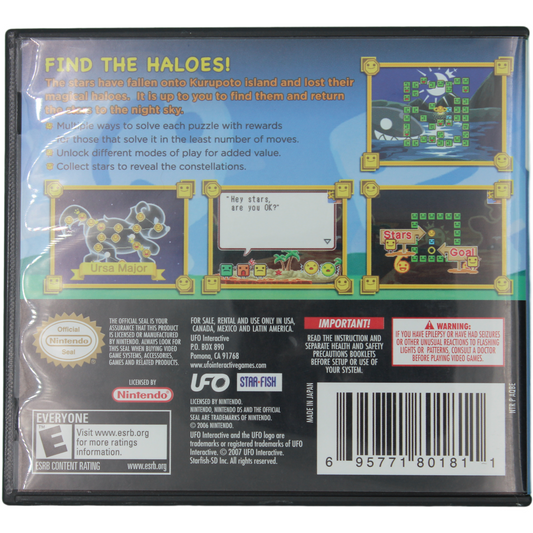 FIND THE HALOES!
The stars have fallen onto Kurupoto island and lost their
magical haloes. It is up to you to find them and return
the stars to the night sky.
Multiple ways to solve each puzzle with rewards
for those that solve it in the least number of moves.
Unlock different modes of play for added value.
Collect stars to reveal the constellations.
Ursa Major
"Hey stars,
are you OK?"
Stars
Goal
Official
Nintendo
Seal
THE OFFICIAL SEAL IS YOUR
ASSURANCE THAT THIS PRODUCT
IS LICENSED OR MANUFACTURED
BY NINTENDO. ALWAYS LOOK FOR
THIS SEAL WHEN BUYING VIDEO
GAME SYSTEMS, ACCESSORIES,
GAMES AND RELATED PRODUCTS.
LICENSED BY
Nintendo
FOR SALE, RENTAL AND USE ONLY IN USA,
CANADA, MEXICO AND LATIN AMERICA.
UFO Interactive
P.O. BOX 890
Pomona, CA 91768
www.ufointeractivegames.com
UFO
STAR-FISH
LICENSED BY NINTENDO.
NINTENDO, NINTENDO DS AND THE OFFICIAL
SEAL ARE TRADEMARKS OF NINTENDO.
© 2006 NINTENDO.
UFO Interactive and the UFO logo are
trademarks or registered trademarks of UFO
Interactive. © 2007 UFO Interactive.
Starfish-SD Inc. All rights reserved.
IMPORTANT!
READ THE INSTRUCTION AND
SEPARATE HEALTH AND SAFETY
PRECAUTIONS BOOKLETS
BEFORE SETUP OR USE OF
YOUR SYSTEM.
WARNING:
IF YOU HAVE EPILEPSY OR HAVE HAD SEIZURES
OR OTHER UNUSUAL REACTIONS TO FLASHING
LIGHTS OR PATTERNS, CONSULT A DOCTOR
BEFORE PLAYING VIDEO GAMES.
EVERYONE
E
Visit www.esrb.org
for more ratings
information.
ESRB CONTENT RATING
www.esrb.org
MADE IN JAPAN
6 95771 80181 1